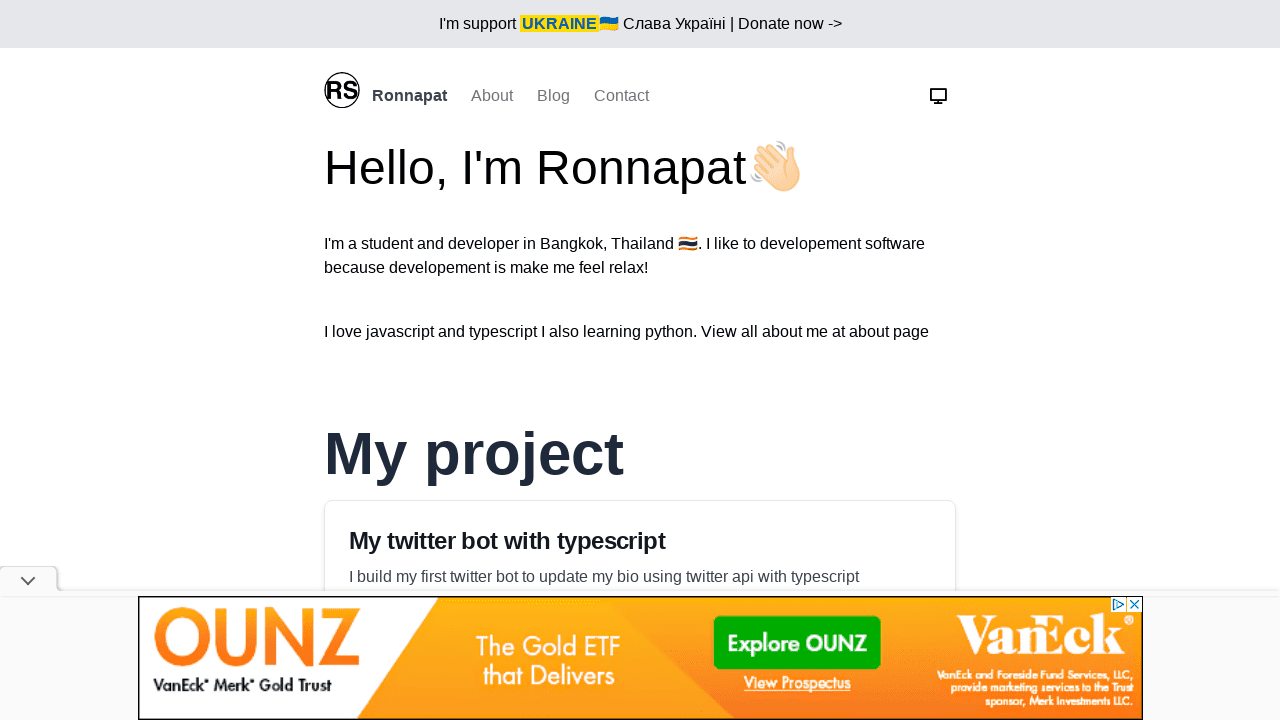 I'm support UKRAINE🇺🇦 Слава Україні | Donate now ->
RS Ronnapat About Blog Contact
Hello, I'm Ronnapat👋🏻
I'm a student and developer in Bangkok, Thailand 🇹🇭. I like to developement software
because developement is make me feel relax!
I love javascript and typescript I also learning python. View all about me at about page
My project
My twitter bot with typescript
I build my first twitter bot to update my bio using twitter api with typescript
OUNZ
VanEck® Merk® Gold Trust
The Gold ETF
that Delivers
Explore OUNZ
View Prospectus
VanEck®
VanEck and Foreside Fund Services, LLC,
provide marketing services to the Trust
sponsor, Merk Investments LLC.